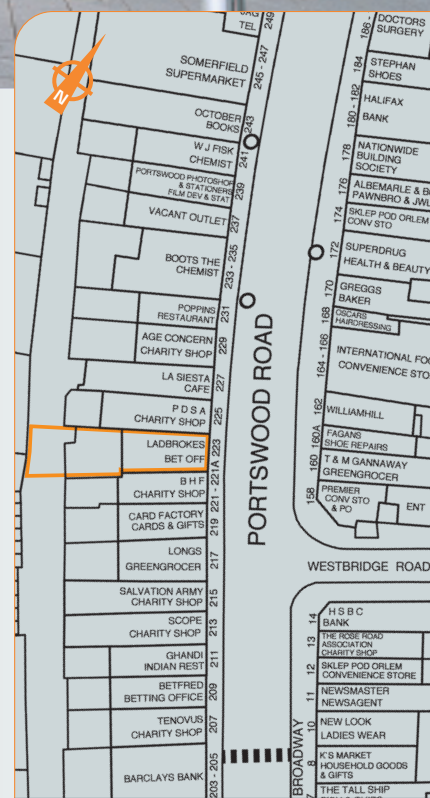 TEL
249
SOMERFIELD
SUPERMARKET
245 - 247
OCTOBER
BOOKS
243
W J FISK
CHEMIST
241
PORTSWOOD PHOTOSHOP
& STATIONERS
FILM DEV & STAT
239
VACANT OUTLET
237
BOOTS THE
CHEMIST
233 - 235
POPPINS
RESTAURANT
231
AGE CONCERN
CHARITY SHOP
229
LA SIESTA
CAFE
227
P D S A
CHARITY SHOP
225
LADBROKES
BET OFF
223
221 - 221A
B H F
CHARITY SHOP
CARD FACTORY
CARDS & GIFTS
219
LONGS
GREENGROCER
217
SALVATION ARMY
CHARITY SHOP
215
SCOPE
CHARITY SHOP
213
GHANDI
INDIAN REST
211
BETFRED
BETTING OFFICE
209
TENOVUS
CHARITY SHOP
207
BARCLAYS BANK
203 - 205
N
PORTSWOOD ROAD
186 -
DOCTORS
SURGERY
184
STEPHAN
SHOES
180 - 182
HALIFAX
BANK
178
NATIONWIDE
BUILDING
SOCIETY
176
ALBEMARLE & B
PAWNBRO & JWL
174
SKLEP POD ORLEM
CONV STO
172
SUPERDRUG
HEALTH & BEAUTY
170
GREGGS
BAKER
168
OSCARS
HAIRDRESSING
164 - 166
INTERNATIONAL FOO
CONVENIENCE STO
162
WILLIAMHILL
160A
FAGANS
SHOE REPAIRS
160
T & M GANNAWAY
GREENGROCER
158
PREMIER
CONV STO
& PO
ENT
WESTBRIDGE ROAD
BROADWAY
14
H S B C
BANK
13
THE ROSE ROAD
ASSOCIATION
CHARITY SHOP
12
SKLEP POD ORLEM
CONVENIENCE STORE
11
NEWSMASTER
NEWSAGENT
10
NEW LOOK
LADIES WEAR
8
K'S MARKET
HOUSEHOLD GOODS
& GIFTS
THE TALL SHIP